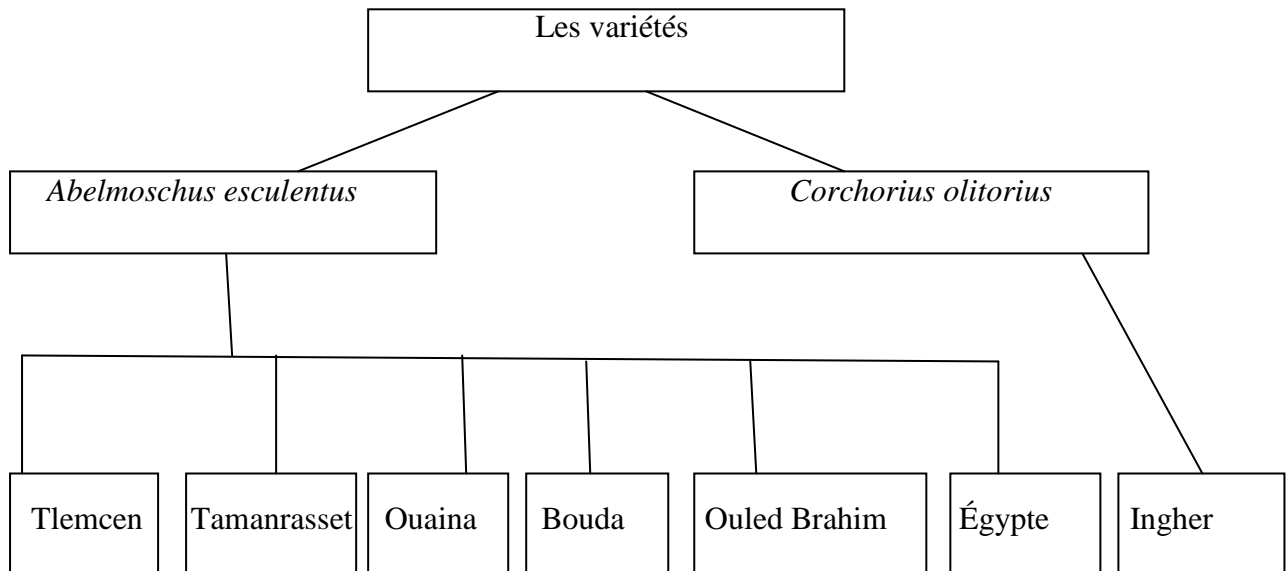 Les variétés
Abelmoschus esculentus
Corchorius olitorius
Tlemcen
Tamanrasset
Ouaina
Bouda
Ouled Brahim
Égypte
Ingher